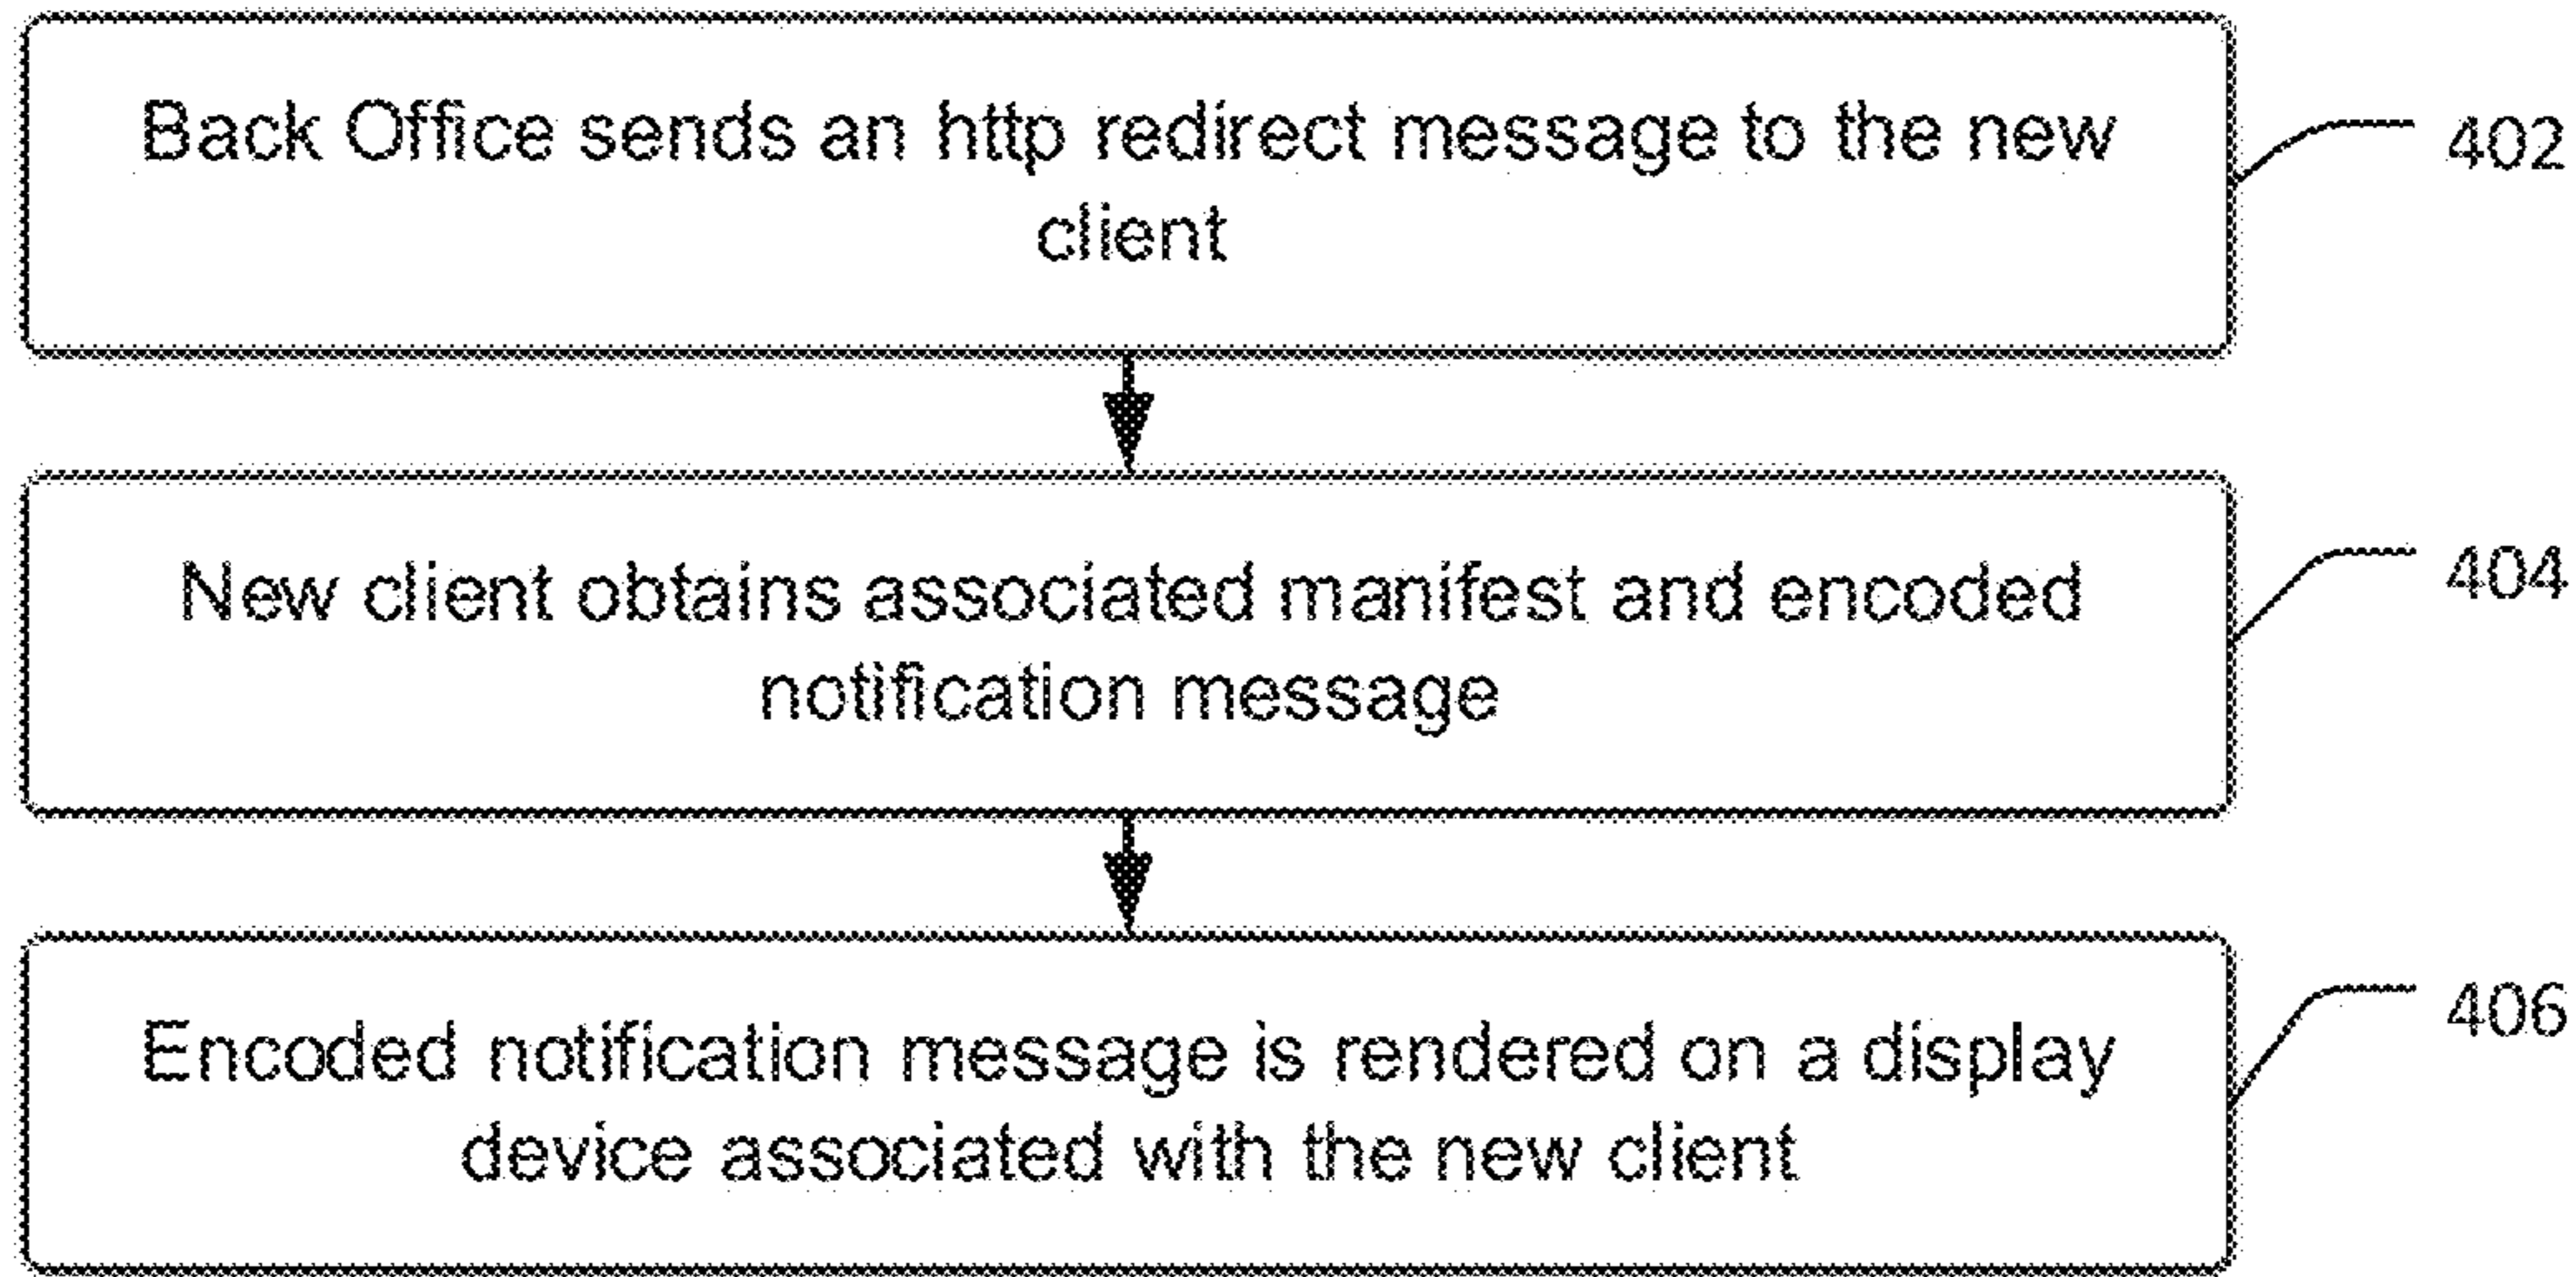 Back Office sends an http redirect message to the new
client
402
New client obtains associated manifest and encoded
notification message
404
Encoded notification message is rendered on a display
device associated with the new client
406